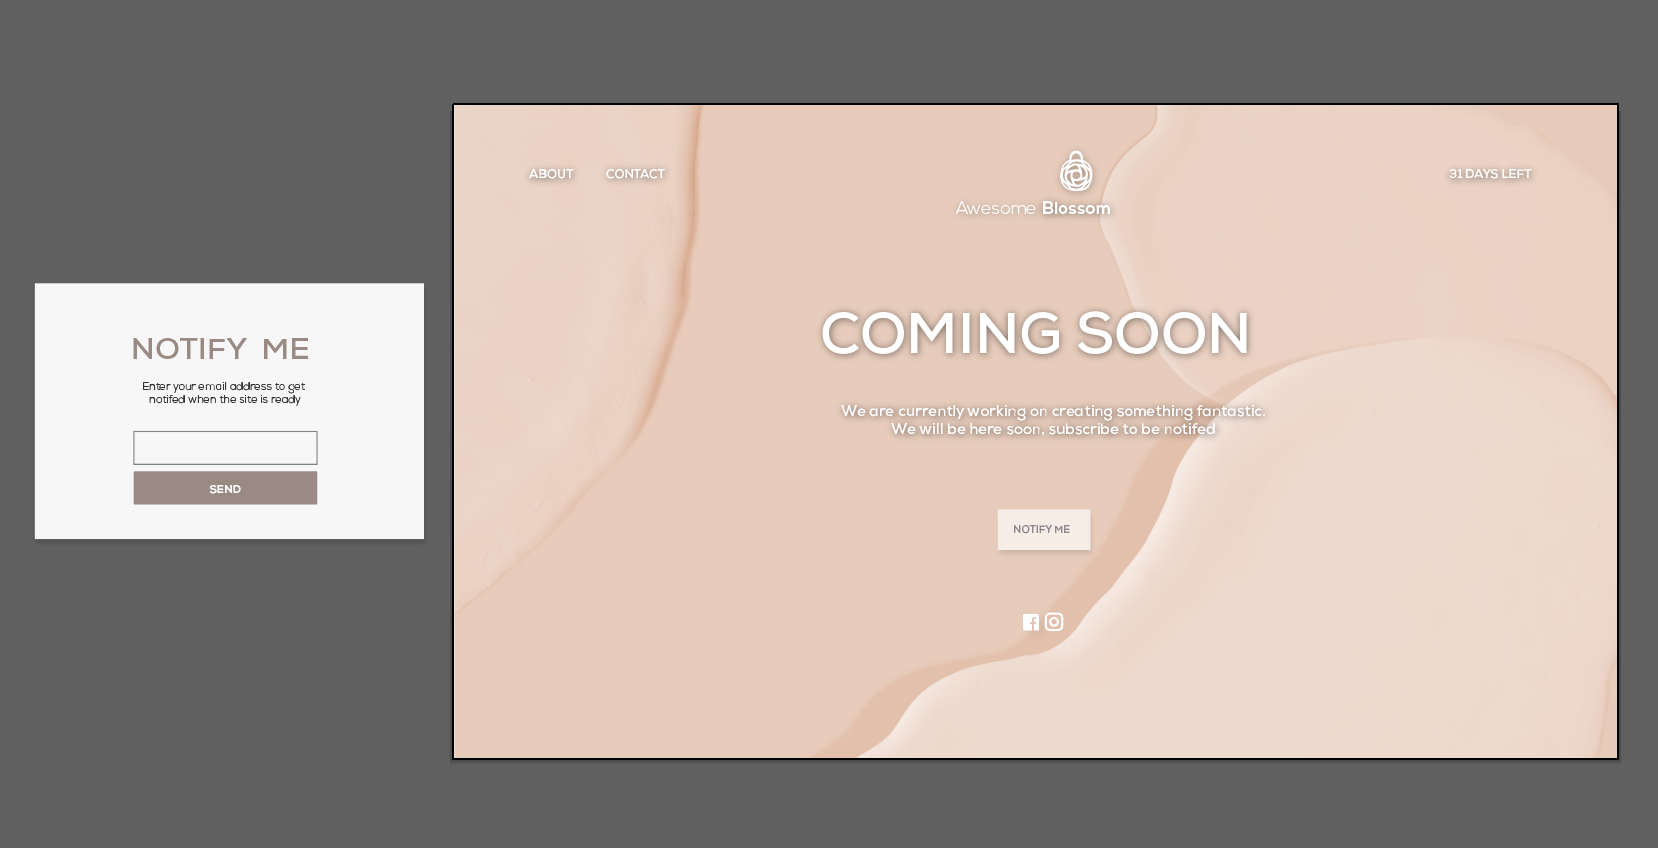 NOTIFY ME
Enter your email address to get
notifed when the site is ready
SEND
ABOUT CONTACT
31 DAYS LEFT
Awesome Blossom
COMING SOON
We are currently working on creating something fantastic.
We will be here soon, subscribe to be notifed
NOTIFY ME